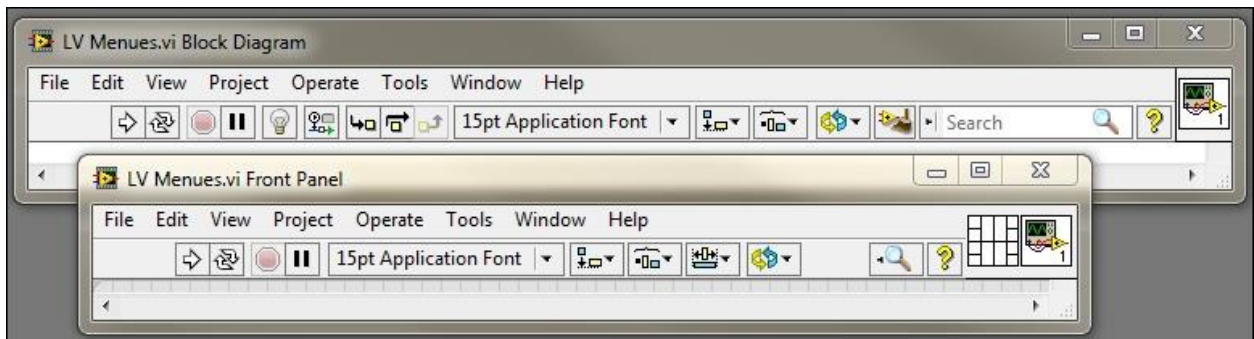 LV Menues.vi Block Diagram
File Edit View Project Operate Tools Window Help
15pt Application Font Search ? 1
LV Menues.vi Front Panel
File Edit View Project Operate Tools Window Help
15pt Application Font ? 1